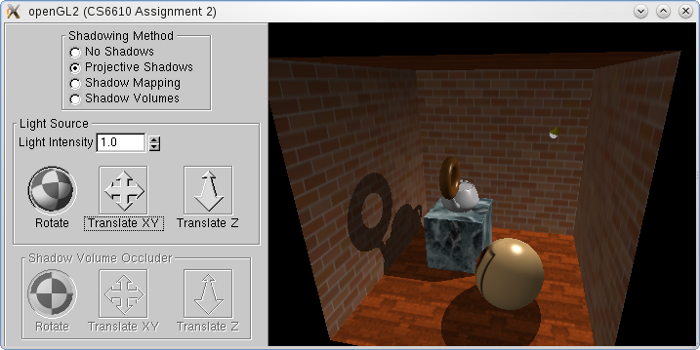 openGL2 (CS6610 Assignment 2)
Shadowing Method
No Shadows
Projective Shadows
Shadow Mapping
Shadow Volumes
Light Source
Light Intensity 1.0
Rotate Translate XY Translate Z
Shadow Volume Occluder
Rotate Translate XY Translate Z